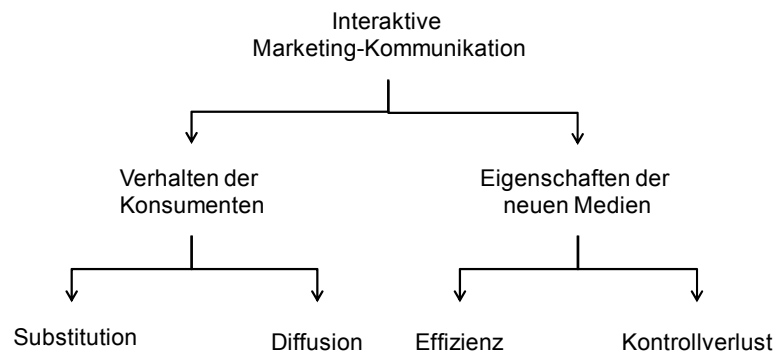 Interaktive
Marketing-Kommunikation
Verhalten der
Konsumenten
Eigenschaften der
neuen Medien
Substitution
Diffusion
Effizienz
Kontrollverlust